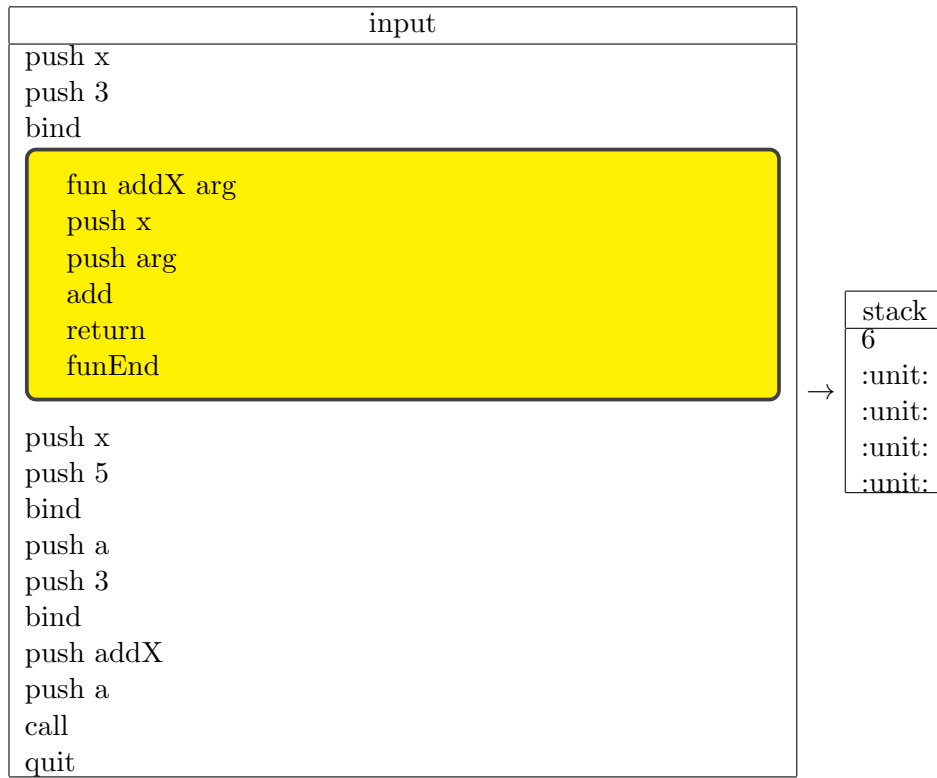 input
push x
push 3
bind
fun addX arg
push x
push arg
add
return
funEnd
push x
push 5
bind
push a
push 3
bind
push addX
push a
call
quit
→
stack
6
:unit:
:unit:
:unit:
:unit: